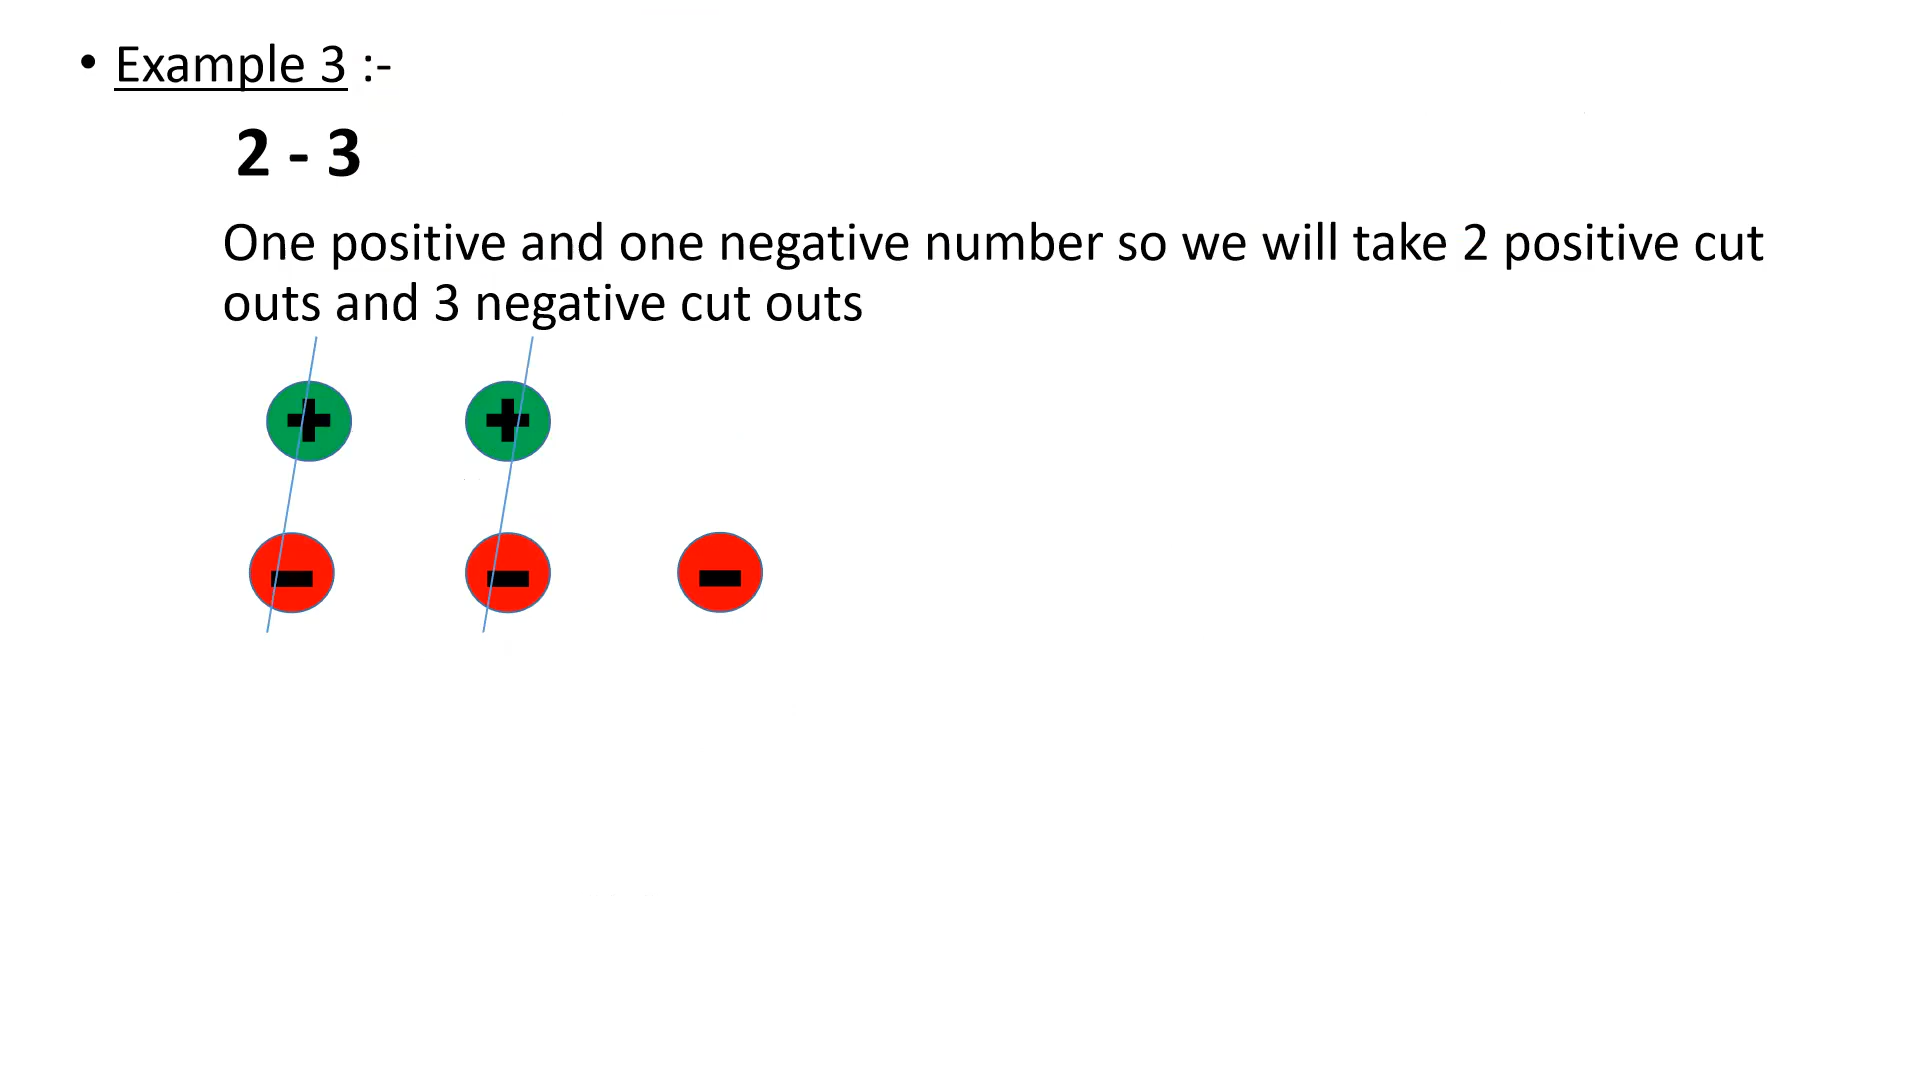 • Example 3 :-
2 - 3
One positive and one negative number so we will take 2 positive cut
outs and 3 negative cut outs
+ +
- - -